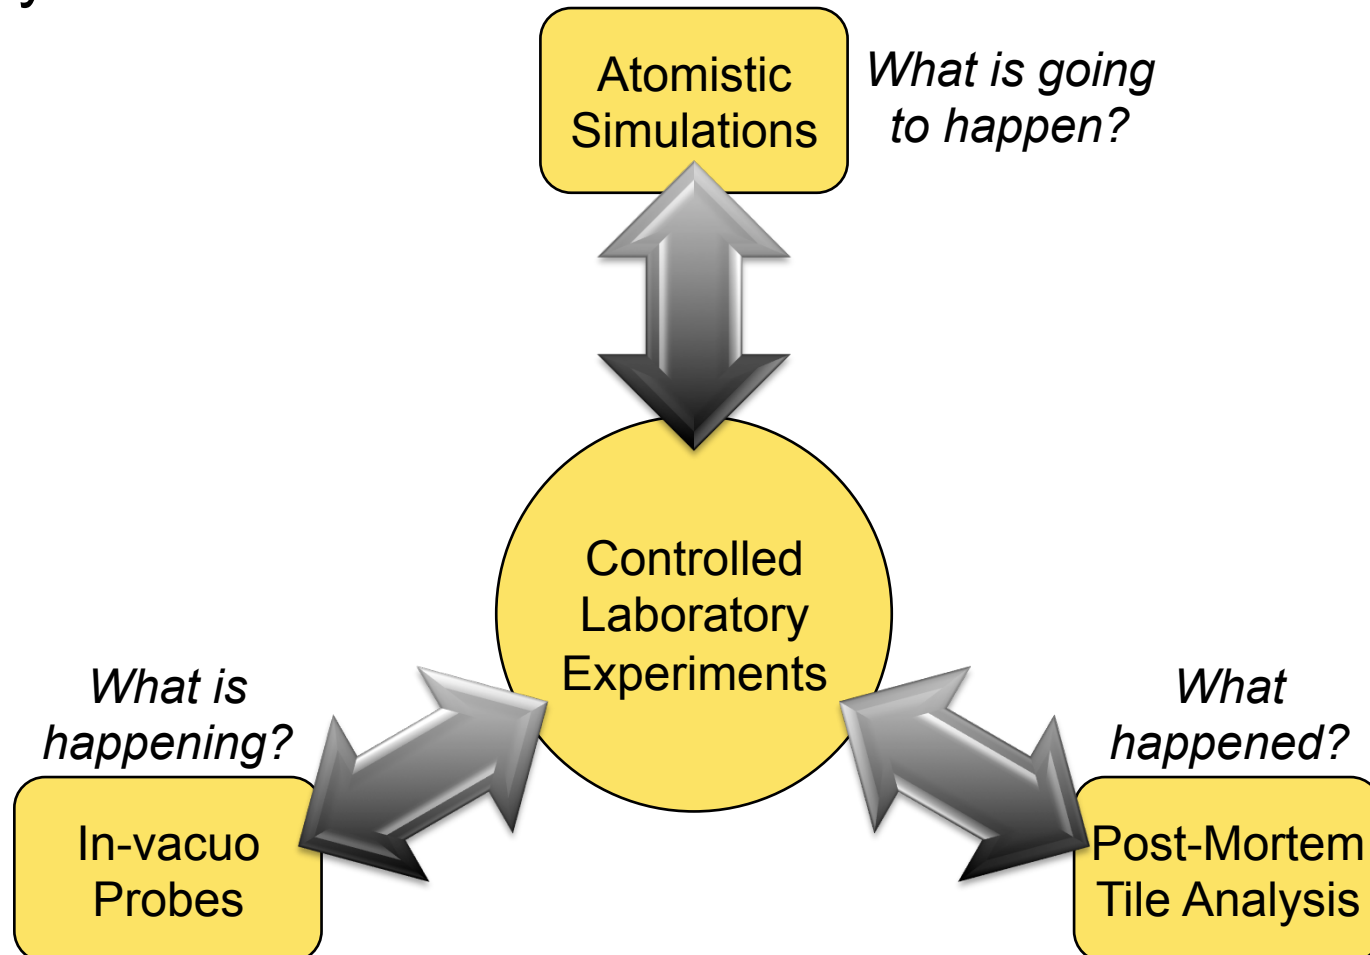 Atomistic
Simulations
What is going
to happen?
Controlled
Laboratory
Experiments
What is
happening?
In-vacuo
Probes
What
happened?
Post-Mortem
Tile Analysis